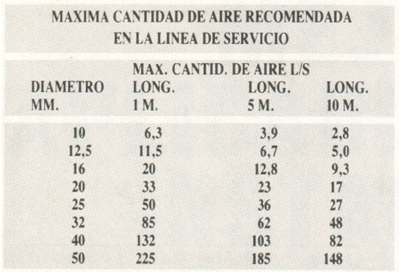 MAXIMA CANTIDAD DE AIRE RECOMENDADA
EN LA LINEA DE SERVICIO
MAX. CANTID. DE AIRE L/S
DIAMETRO LONG. LONG. LONG.
MM. 1 M. 5 M. 10 M.
10 6,3 3,9 2,8
12,5 11,5 6,7 5,0
16 20 12,8 9,3
20 33 23 17
25 50 36 27
32 85 62 48
40 132 103 82
50 225 185 148